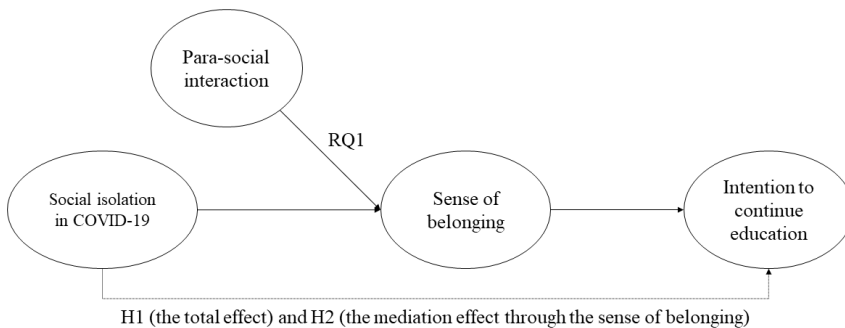 Para-social
interaction
RQ1
Social isolation
in COVID-19
Sense of
belonging
Intention to
continue
education
H1 (the total effect) and H2 (the mediation effect through the sense of belonging)